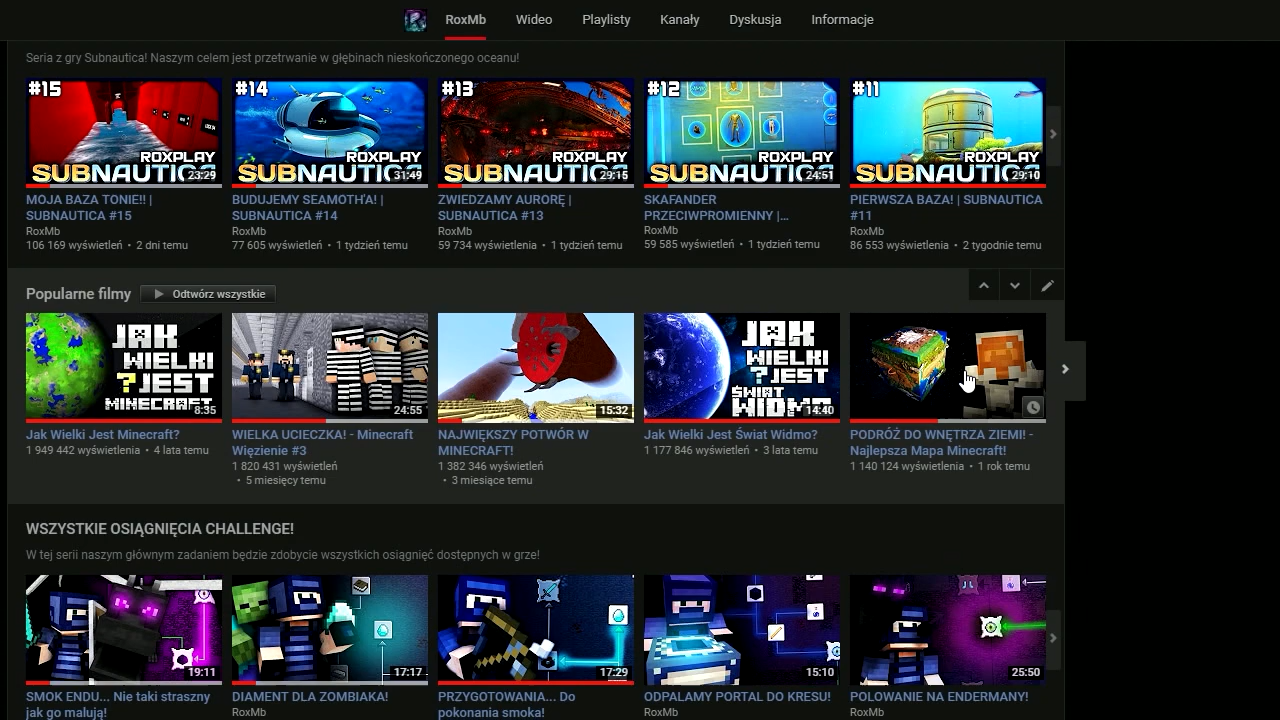 RoxMb Wideo Playlisty Kanały Dyskusja Informacje
Seria z gry Subnautica! Naszym celem jest przetrwanie w głębinach nieskończonego oceanu!
#15
ROXPLAY
SUBNAUTICA
23:29
#14
ROXPLAY
SUBNAUTICA
31:49
#13
ROXPLAY
SUBNAUTICA
29:15
#12
ROXPLAY
SUBNAUTICA
24:51
#11
ROXPLAY
SUBNAUTICA
29:10
MOJA BAZA TONIE!! |
SUBNAUTICA #15
RoxMb
106 169 wyświetleń • 2 dni temu
BUDUJEMY SEAMOTH'A! |
SUBNAUTICA #14
RoxMb
77 605 wyświetleń • 1 tydzień temu
ZWIEDZAMY AURORĘ |
SUBNAUTICA #13
RoxMb
59 734 wyświetlenia • 1 tydzień temu
SKAFANDER
PRZECIWPROMIENNY |...
RoxMb
59 585 wyświetleń • 1 tydzień temu
PIERWSZA BAZA! | SUBNAUTICA
#11
RoxMb
86 553 wyświetlenia • 2 tygodnie temu
Popularne filmy Odtwórz wszystkie
JAK
WIELKI
?JEST
MINECRAFT
8:35
24:55
15:32
JAK
WIELKI
?JEST
ŚWIAT
WIDMO
14:40
Jak Wielki Jest Minecraft?
1 949 442 wyświetlenia • 4 lata temu
WIELKA UCIECZKA! - Minecraft
Więzienie #3
1 820 431 wyświetleń
• 5 miesięcy temu
NAJWIĘKSZY POTWÓR W
MINECRAFT!
1 382 346 wyświetleń
• 3 miesiące temu
Jak Wielki Jest Świat Widmo?
1 177 846 wyświetleń • 3 lata temu
PODRÓŻ DO WNĘTRZA ZIEMI! -
Najlepsza Mapa Minecraft!
1 140 124 wyświetlenia • 1 rok temu
WSZYSTKIE OSIĄGNIĘCIA CHALLENGE!
W tej serii naszym głównym zadaniem będzie zdobycie wszystkich osiągnięć dostępnych w grze!
19:11
17:17
17:29
15:10
25:50
SMOK ENDU... Nie taki straszny
jak go malują!
DIAMENT DLA ZOMBIAKA!
RoxMb
PRZYGOTOWANIA... Do
pokonania smoka!
ODPALAMY PORTAL DO KRESU!
RoxMb
POLOWANIE NA ENDERMANY!
RoxMb